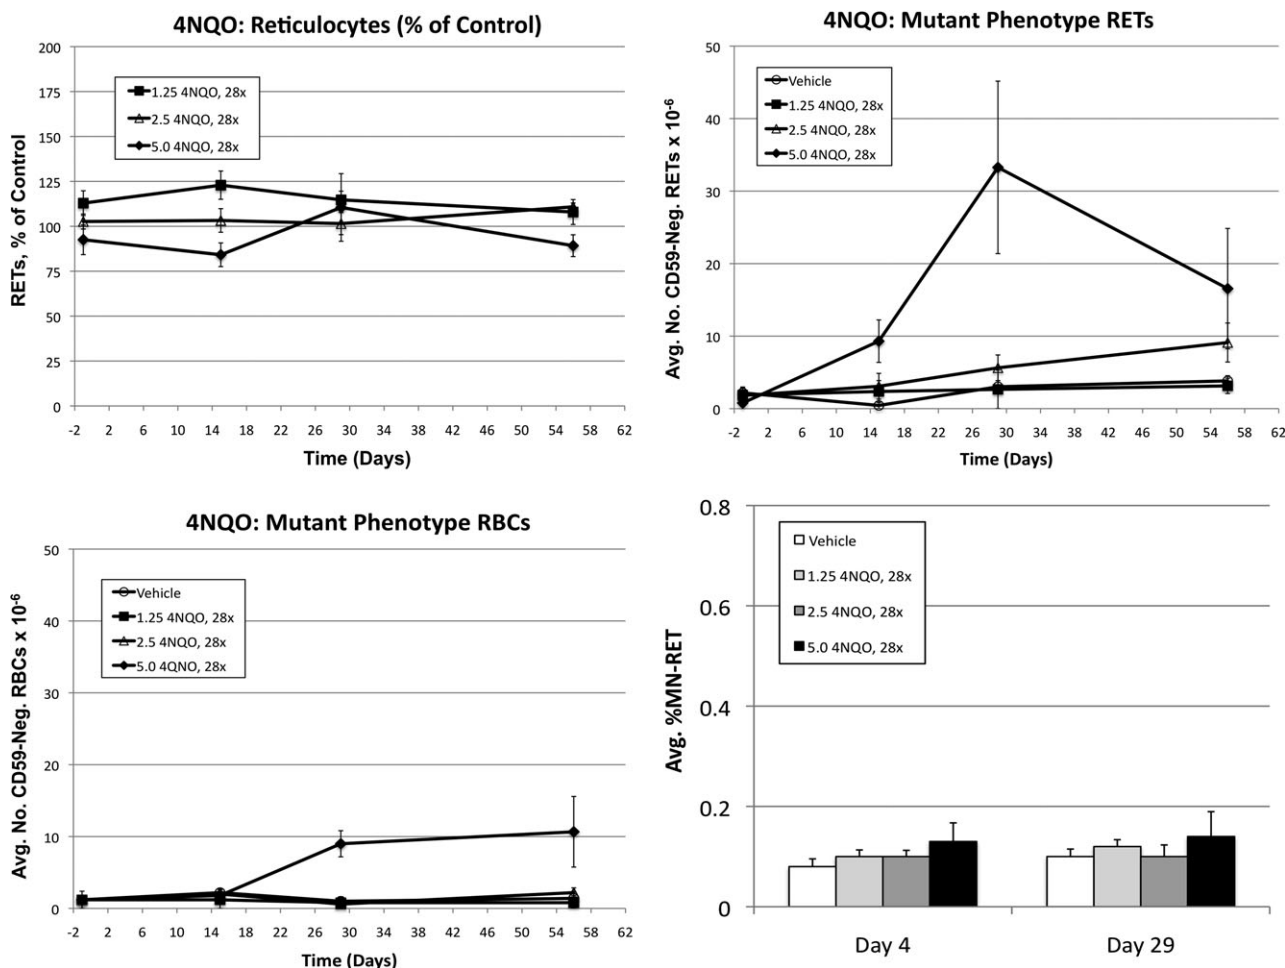 4NQO: Reticulocytes (% of Control)
RETs, % of Control
200
175
150
125
100
75
50
25
0
1.25 4NQO, 28x
2.5 4NQO, 28x
5.0 4NQO, 28x
-2 2 6 10 14 18 22 26 30 34 38 42 46 50 54 58 62
Time (Days)
4NQO: Mutant Phenotype RETs
Avg. No. CD59-Neg. RETs x 10⁻⁶
50
40
30
20
10
0
Vehicle
1.25 4NQO, 28x
2.5 4NQO, 28x
5.0 4NQO, 28x
-2 2 6 10 14 18 22 26 30 34 38 42 46 50 54 58 62
Time (Days)
4NQO: Mutant Phenotype RBCs
Avg. No. CD59-Neg. RBCs x 10⁻⁶
50
40
30
20
10
0
Vehicle
1.25 4NQO, 28x
2.5 4NQO, 28x
5.0 4QNO, 28x
-2 2 6 10 14 18 22 26 30 34 38 42 46 50 54 58 62
Time (Days)
Avg. %MN-RET
0.8
0.6
0.4
0.2
0
Vehicle
1.25 4NQO, 28x
2.5 4NQO, 28x
5.0 4NQO, 28x
Day 4 Day 29